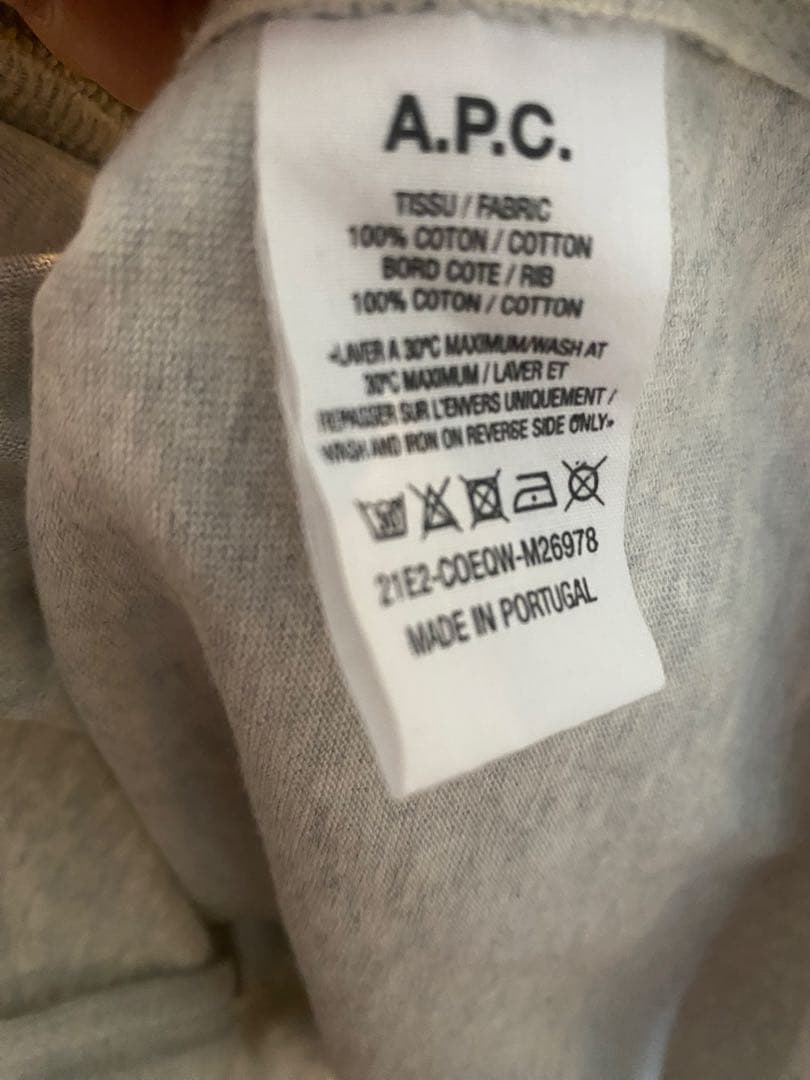 A.P.C.
TISSU / FABRIC
100% COTON / COTTON
BORD COTE / RIB
100% COTON / COTTON
«LAVER A 30°C MAXIMUM/WASH AT
30°C MAXIMUM / LAVER ET
REPASSER SUR L'ENVERS UNIQUEMENT /
WASH AND IRON ON REVERSE SIDE ONLY»
30
21E2-COEQW-M26978
MADE IN PORTUGAL